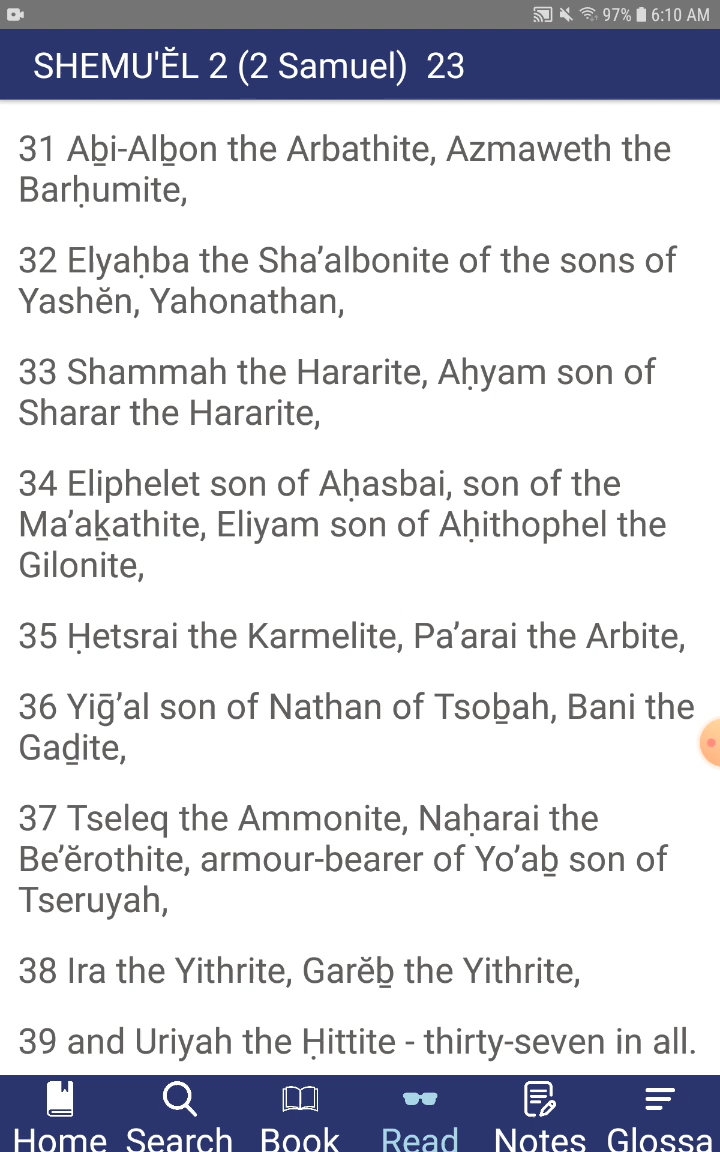 97% 6:10 AM
SHEMU'ĔL 2 (2 Samuel) 23
31 Aḇi-Alḇon the Arbathite, Azmaweth the
Barḥumite,
32 Elyaḥba the Sha’albonite of the sons of
Yashĕn, Yahonathan,
33 Shammah the Hararite, Aḥyam son of
Sharar the Hararite,
34 Eliphelet son of Aḥasbai, son of the
Ma’aḵathite, Eliyam son of Aḥithophel the
Gilonite,
35 Ḥetsrai the Karmelite, Pa’arai the Arbite,
36 Yiḡ’al son of Nathan of Tsoḇah, Bani the
Gaḏite,
37 Tseleq the Ammonite, Naḥarai the
Be’ĕrothite, armour-bearer of Yo’aḇ son of
Tseruyah,
38 Ira the Yithrite, Garĕḇ the Yithrite,
39 and Uriyah the Ḥittite - thirty-seven in all.
Home Search Book Read Notes Glossa